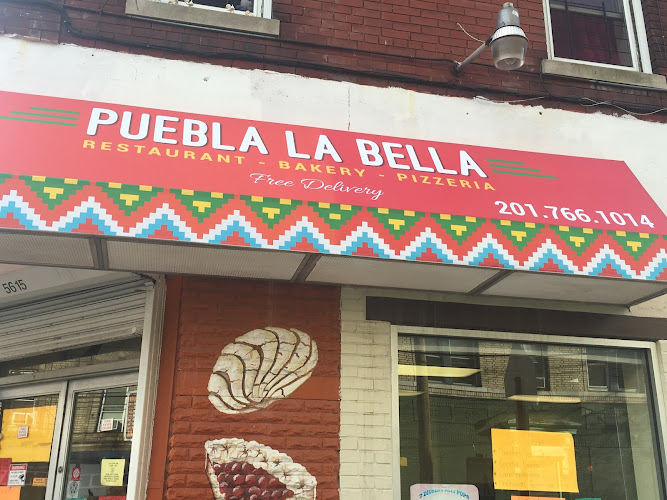 PUEBLA LA BELLA
RESTAURANT - BAKERY - PIZZERIA
Free Delivery
201.766.1014
5615